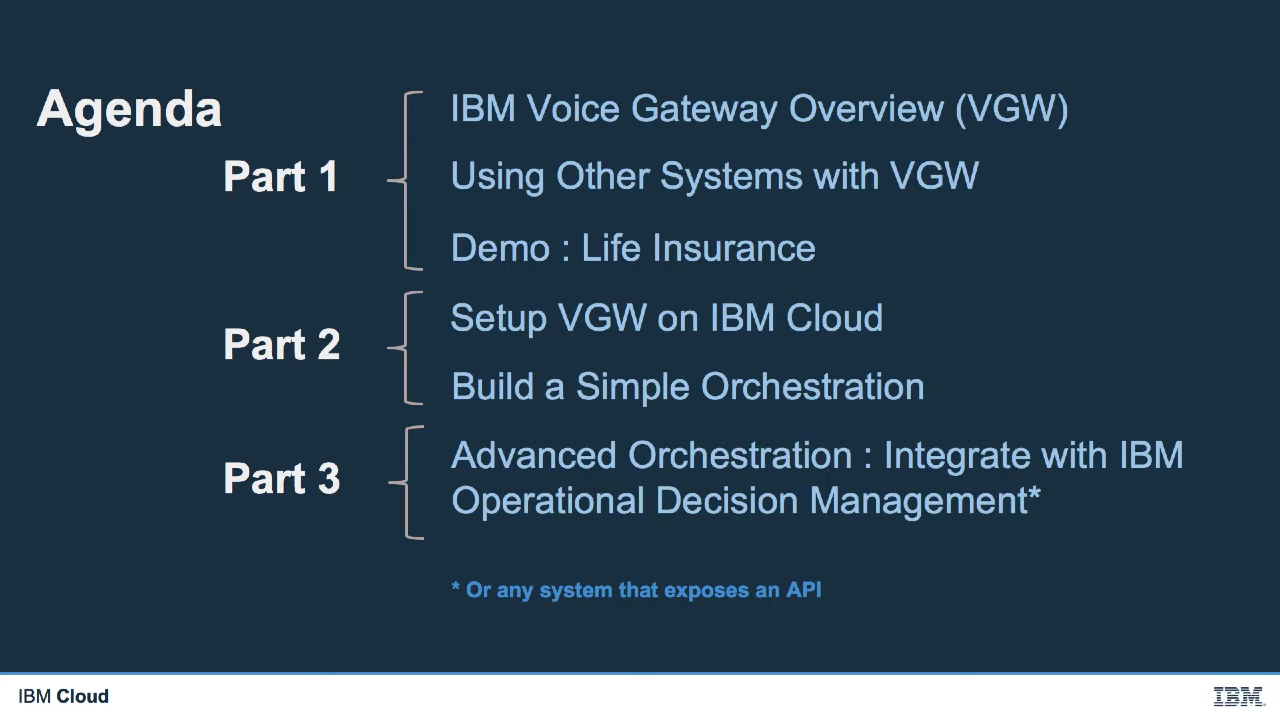 Agenda
Part 1
IBM Voice Gateway Overview (VGW)
Using Other Systems with VGW
Demo : Life Insurance
Part 2
Setup VGW on IBM Cloud
Build a Simple Orchestration
Part 3
Advanced Orchestration : Integrate with IBM
Operational Decision Management*
* Or any system that exposes an API
IBM Cloud
IBM